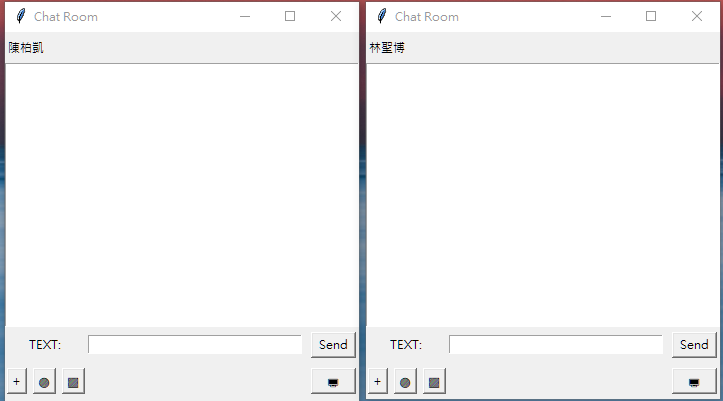 Chat Room
陳柏凱
TEXT:
Send
+
Chat Room
林聖博
TEXT:
Send
+